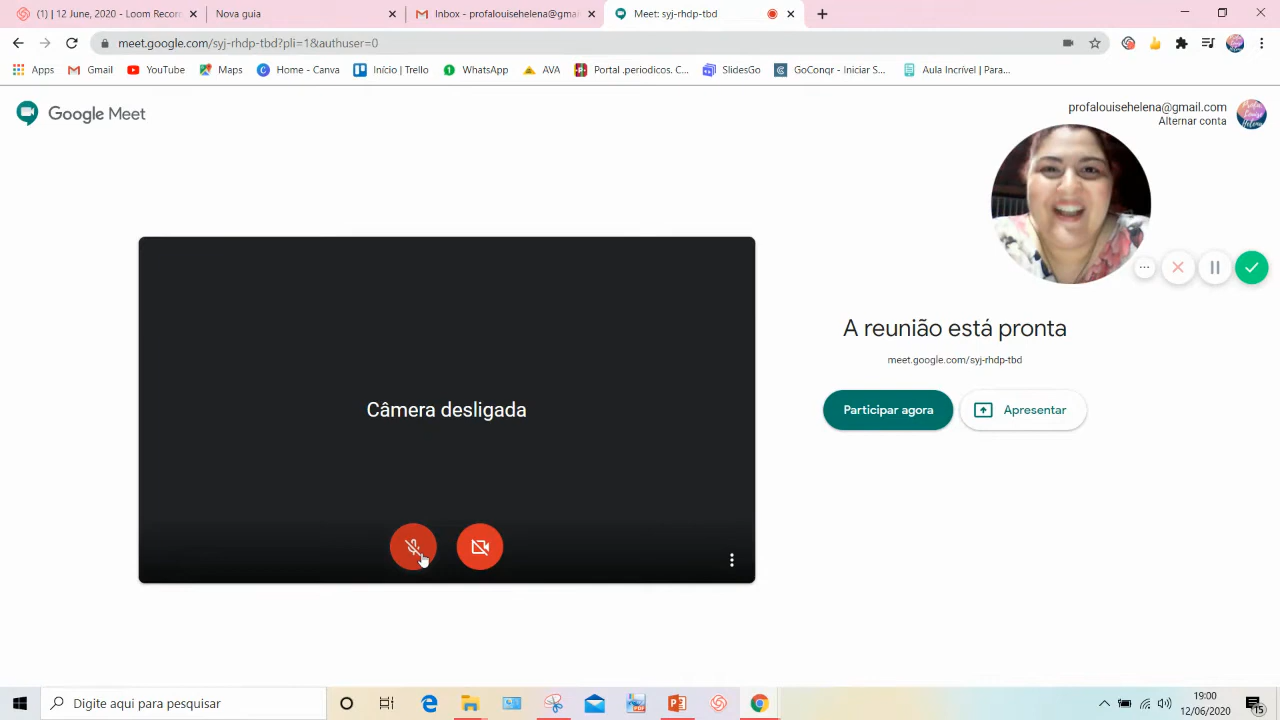 (1) | 12 June, 2020 - Loom Recor
Nova guia
Inbox - profalouisehelena@gma
Meet: syj-rhdp-tbd
meet.google.com/syj-rhdp-tbd?pli=1&authuser=0
Apps
Gmail
YouTube
Maps
Home - Canva
Início | Trello
WhatsApp
AVA
Portal .periodicos. C...
SlidesGo
GoConqr - Iniciar S...
Aula Incrível | Para...
Google Meet
profalouisehelena@gmail.com
Alternar conta
A reunião está pronta
meet.google.com/syj-rhdp-tbd
Câmera desligada
Participar agora
Apresentar
Digite aqui para pesquisar
19:00
12/06/2020
15